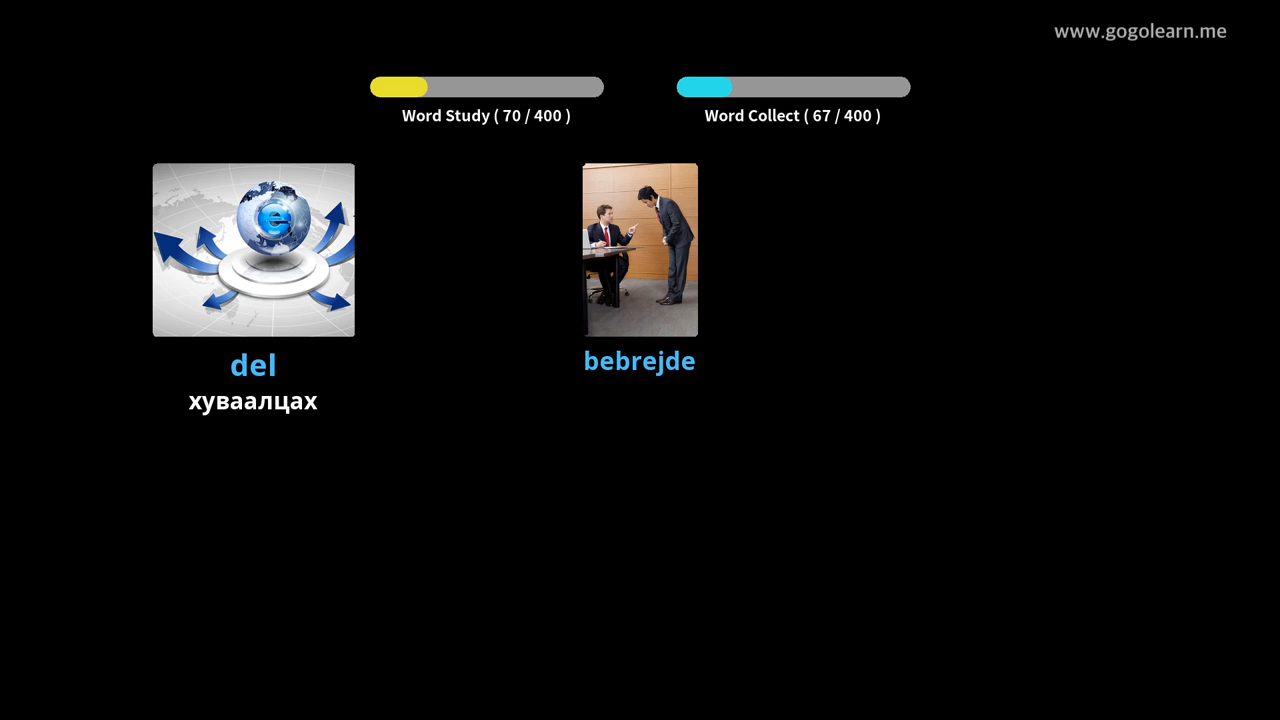 www.gogolearn.me
Word Study ( 70 / 400 )
Word Collect ( 67 / 400 )
e
del
хуваалцах
bebrejde